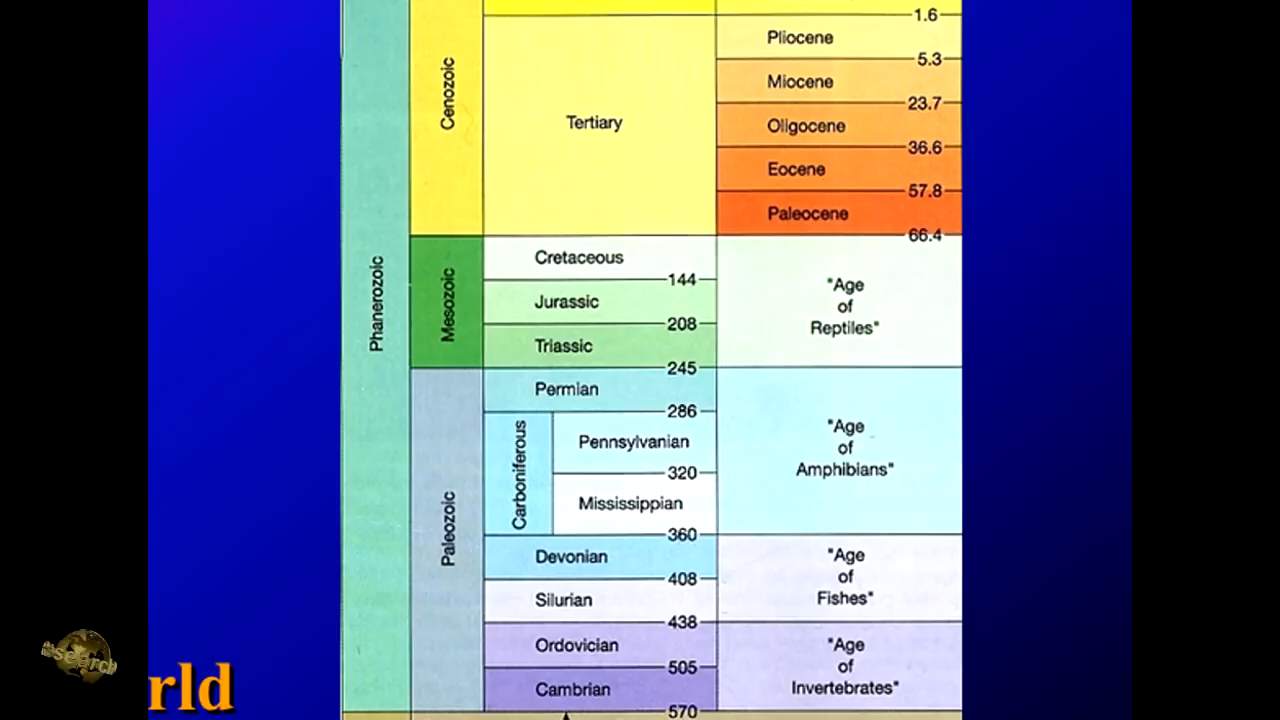 1.6
Pliocene
5.3
Miocene
23.7
Tertiary
Oligocene
36.6
Eocene
57.8
Paleocene
66.4
Cenozoic
Phanerozoic
Mesozoic
Cretaceous
144
Jurassic
208
Triassic
245
"Age
of
Reptiles"
Paleozoic
Permian
286
Carboniferous
Pennsylvanian
320
Mississippian
360
"Age
of
Amphibians"
Devonian
408
Silurian
438
"Age
of
Fishes"
Ordovician
505
Cambrian
570
"Age
of
Invertebrates"
rld